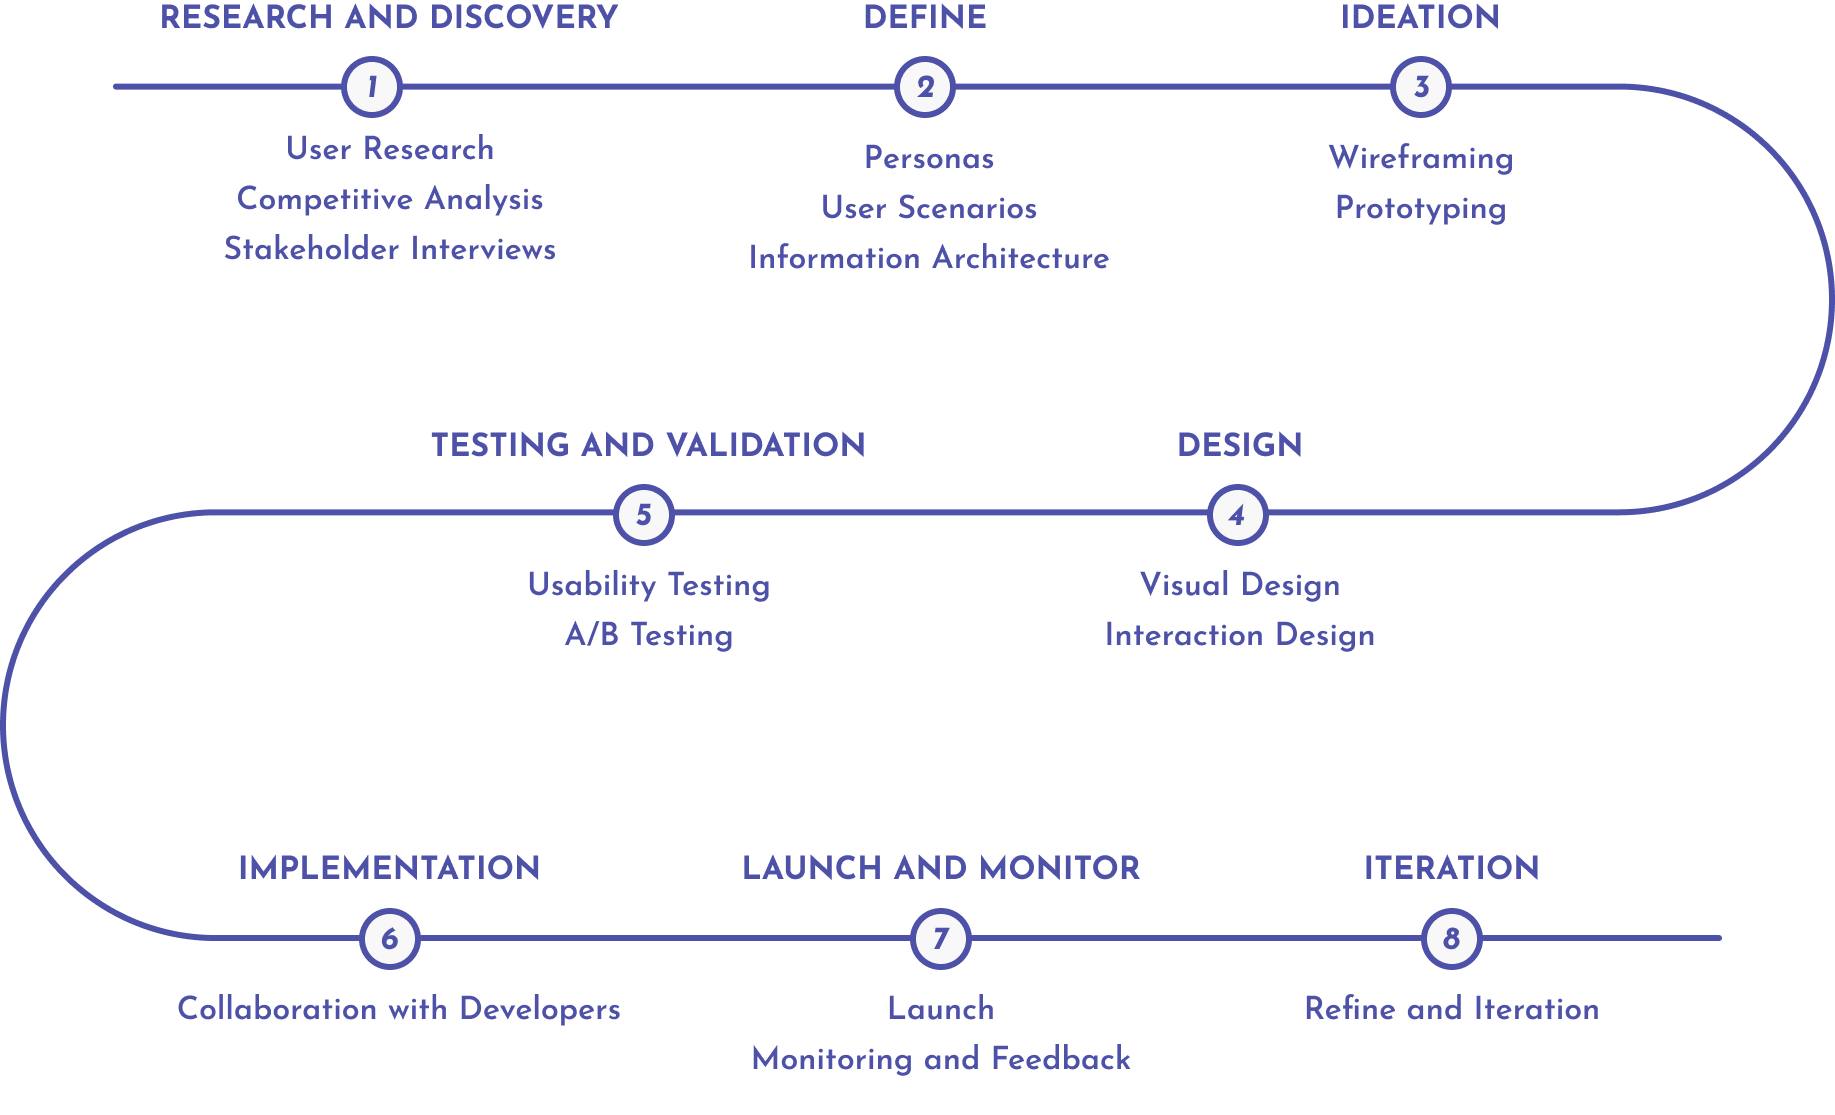 RESEARCH AND DISCOVERY
1
User Research
Competitive Analysis
Stakeholder Interviews
DEFINE
2
Personas
User Scenarios
Information Architecture
IDEATION
3
Wireframing
Prototyping
DESIGN
4
Visual Design
Interaction Design
TESTING AND VALIDATION
5
Usability Testing
A/B Testing
IMPLEMENTATION
6
Collaboration with Developers
LAUNCH AND MONITOR
7
Launch
Monitoring and Feedback
ITERATION
8
Refine and Iteration